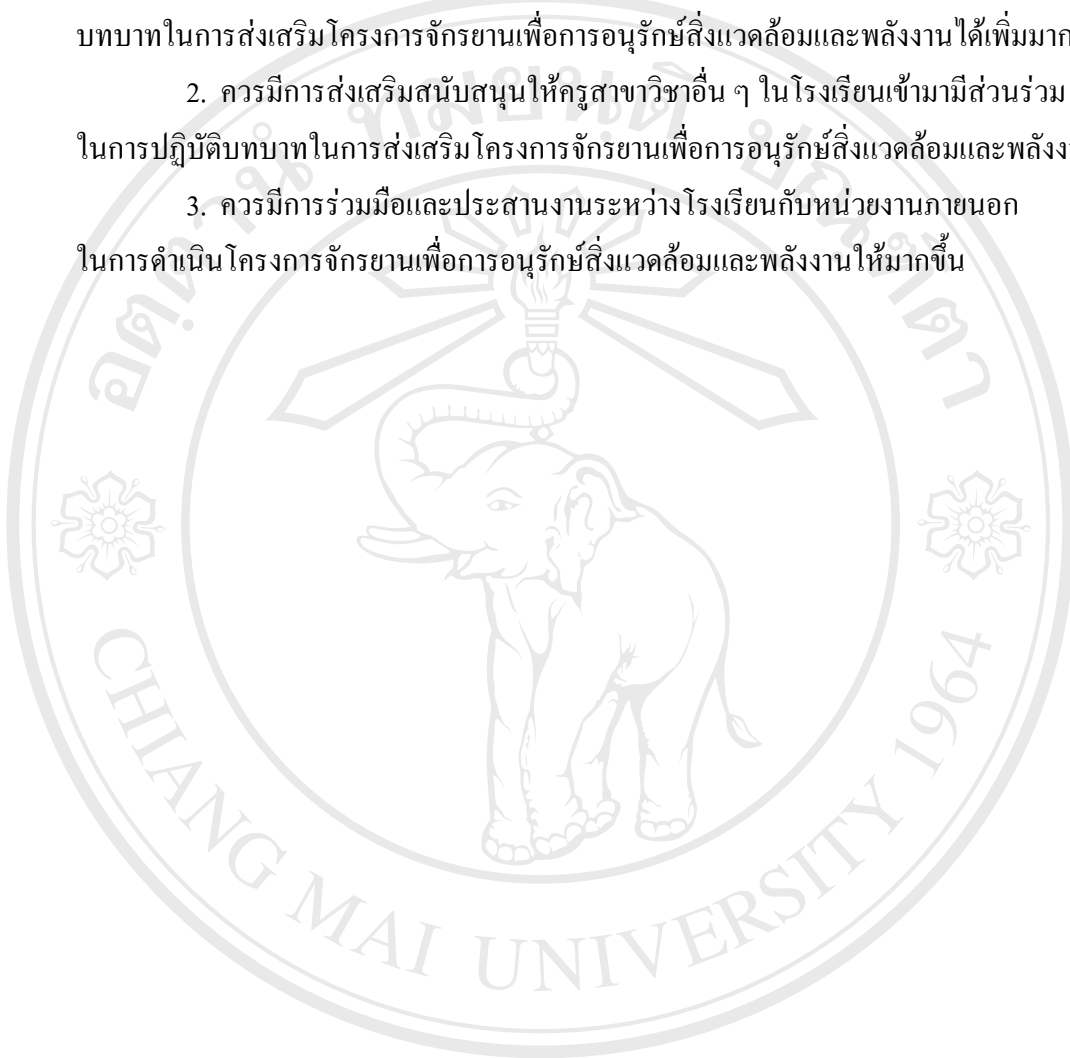 บทบาทในการส่งเสริมโครงการจักรยานเพื่อการอนุรักษ์สิ่งแวดล้อมและพลังงานได้เพิ่มมาก
2. ควรมีการส่งเสริมสนับสนุนให้ครูสาขาวิชาอื่น ๆ ในโรงเรียนเข้ามามีส่วนร่วม
ในการปฏิบัติบทบาทในการส่งเสริมโครงการจักรยานเพื่อการอนุรักษ์สิ่งแวดล้อมและพลังง
3. ควรมีการร่วมมือและประสานงานระหว่างโรงเรียนกับหน่วยงานภายนอก
ในการดำเนินโครงการจักรยานเพื่อการอนุรักษ์สิ่งแวดล้อมและพลังงานให้มากขึ้น
อตฺตานํ ทมยนฺติ ปณฺฑิตา
CHIANG MAI UNIVERSITY 1964